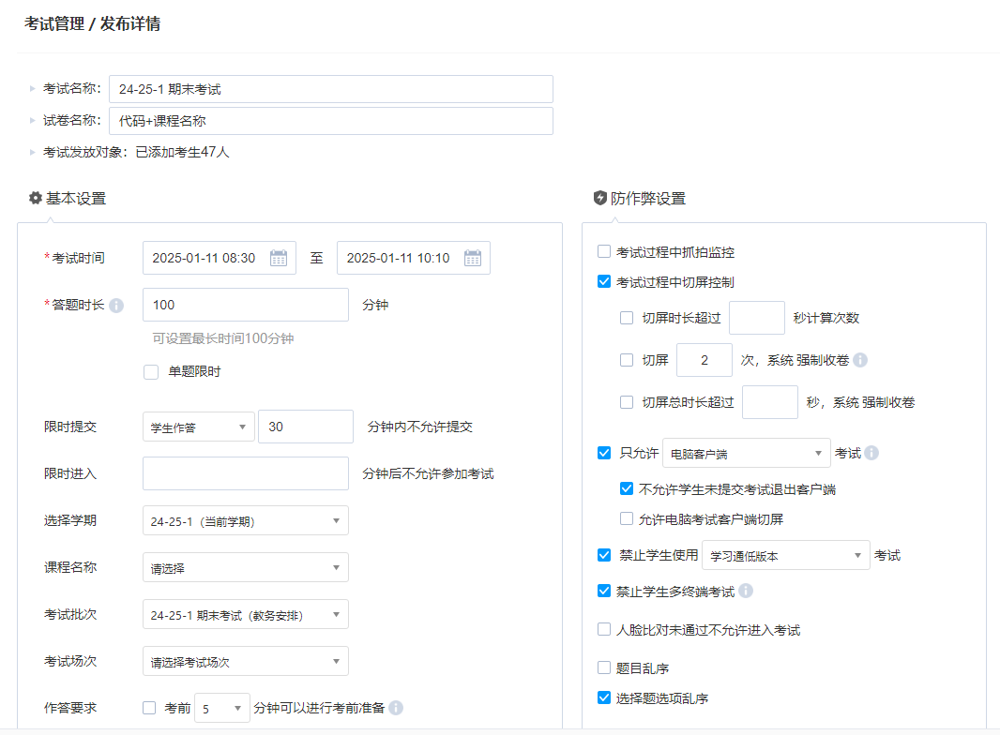 考试管理 / 发布详情
考试名称： 24-25-1 期末考试
试卷名称： 代码+课程名称
考试发放对象：已添加考生47人
基本设置
*考试时间 2025-01-11 08:30 至 2025-01-11 10:10
*答题时长 100 分钟
可设置最长时间100分钟
单题限时
限时提交 学生作答 30 分钟内不允许提交
限时进入 分钟后不允许参加考试
选择学期 24-25-1（当前学期）
课程名称 请选择
考试批次 24-25-1 期末考试（教务安排）
考试场次 请选择考试场次
作答要求 考前 5 分钟可以进行考前准备
防作弊设置
考试过程中抓拍监控
考试过程中切屏控制
切屏时长超过 秒计算次数
切屏 2 次，系统 强制收卷
切屏总时长超过 秒，系统 强制收卷
只允许 电脑客户端 考试
不允许学生未提交考试退出客户端
允许电脑考试客户端切屏
禁止学生使用 学习通低版本 考试
禁止学生多终端考试
人脸比对未通过不允许进入考试
题目乱序
选择题选项乱序